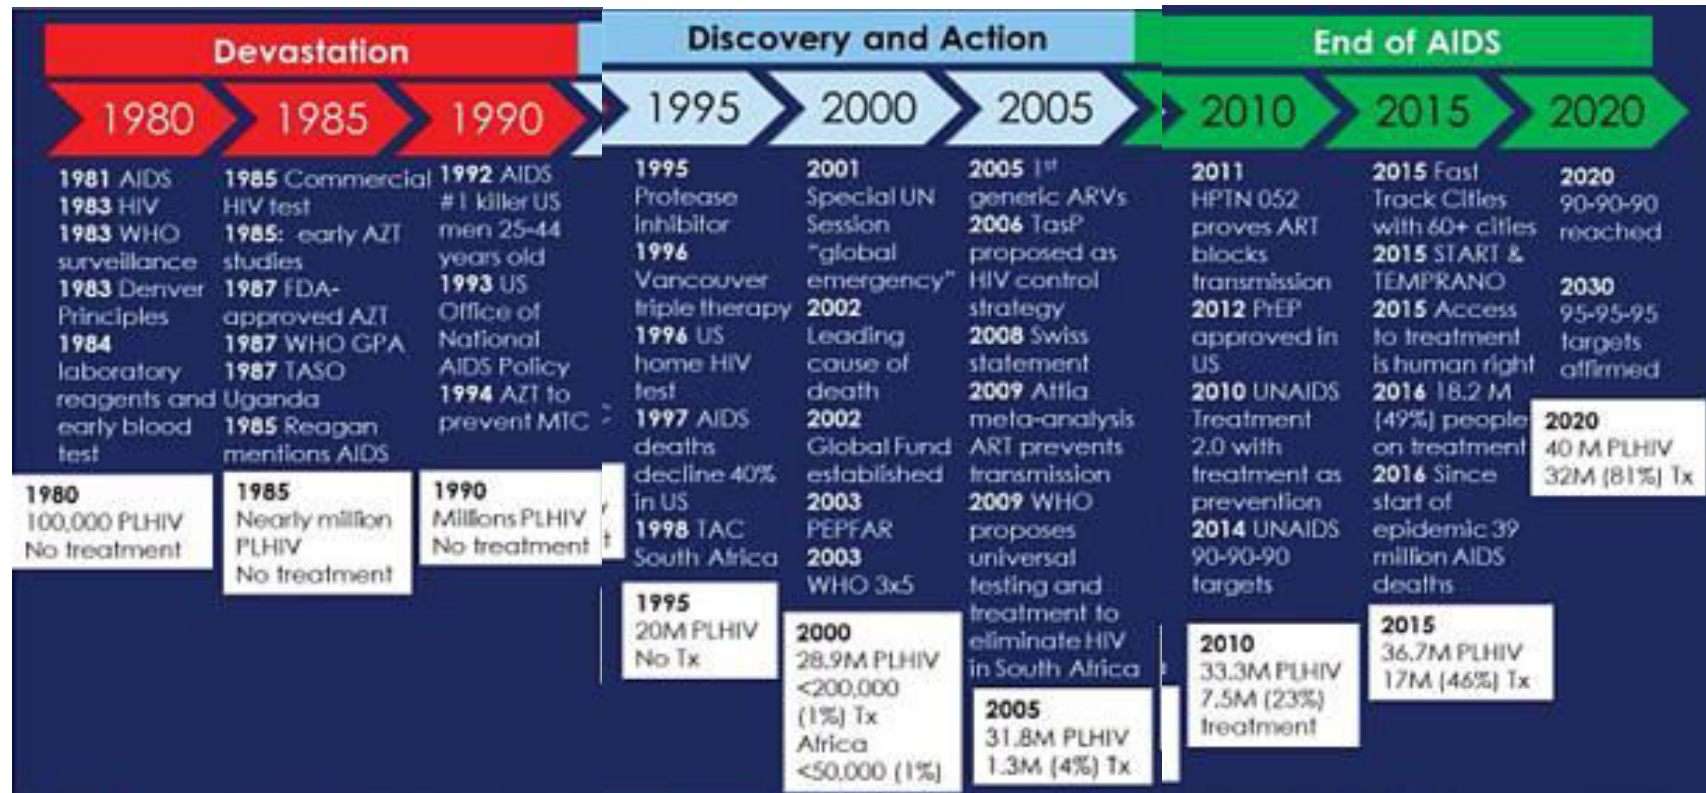 Devastation
1980
1985
1990
1981 AIDS
1983 HIV
1983 WHO
surveillance
1983 Denver
Principles
1984
laboratory
reagents and
early blood
test
1980
100,000 PLHIV
No treatment
1985 Commercial
HIV test
1985: early AZT
studies
1987 FDA-
approved AZT
1987 WHO GPA
1987 TASO
Uganda
1985 Reagan
mentions AIDS
1985
Nearly million
PLHIV
No treatment
1992 AIDS
#1 killer US
men 25-44
years old
1993 US
Office of
National
AIDS Policy
1994 AZT to
prevent MTC
1990
Millions PLHIV
No treatment
Discovery and Action
1995
2000
2005
1995
Protease
inhibitor
1996
Vancouver
triple therapy
1996 US
home HIV
test
1997 AIDS
deaths
decline 40%
in US
1998 TAC
South Africa
1995
20M PLHIV
No Tx
2001
Special UN
Session
"global
emergency"
2002
Leading
cause of
death
2002
Global Fund
established
2003
PEPFAR
2003
WHO 3x5
2000
28.9M PLHIV
<200,000
(1%) Tx
Africa
<50,000 (1%)
2005 1st
generic ARVs
2006 TasP
proposed as
HIV control
strategy
2008 Swiss
statement
2009 Attia
meta-analysis
ART prevents
transmission
2009 WHO
proposes
universal
testing and
treatment to
eliminate HIV
in South Africa
2005
31.8M PLHIV
1.3M (4%) Tx
End of AIDS
2010
2015
2020
2011
HPTN 052
proves ART
blocks
transmission
2012 PrEP
approved in
US
2010 UNAIDS
Treatment
2.0 with
treatment as
prevention
2014 UNAIDS
90-90-90
targets
2010
33.3M PLHIV
7.5M (23%)
treatment
2015 Fast
Track Cities
with 60+ cities
2015 START &
TEMPRANO
2015 Access
to treatment
is human right
2016 18.2 M
(49%) people
on treatment
2016 Since
start of
epidemic 39
million AIDS
deaths
2015
36.7M PLHIV
17M (46%) Tx
2020
90-90-90
reached
2030
95-95-95
targets
affirmed
2020
40 M PLHIV
32M (81%) Tx